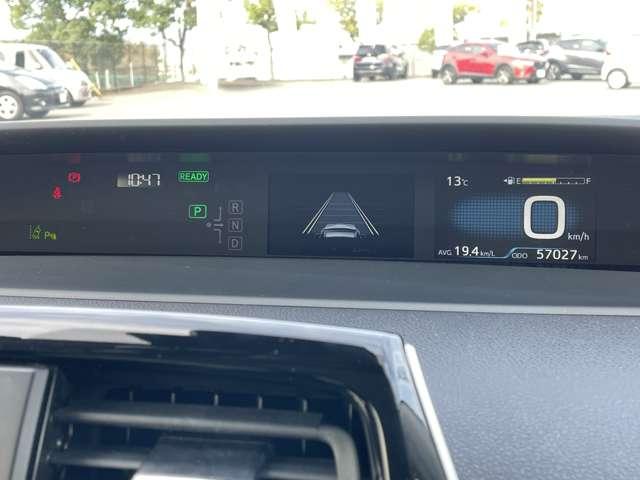 10:47 READY
P R
N
D
P
13℃ E F
0 km/h
AVG 19.4 km/L ODO 57027 km